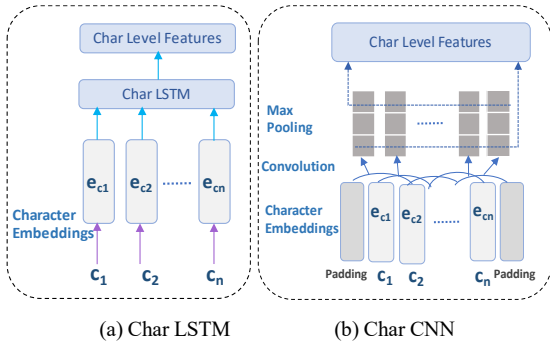 Char Level Features
Char LSTM
e_c1 e_c2 ........ e_cn
Character
Embeddings
c_1 c_2 c_n
(a) Char LSTM
Char Level Features
Max
Pooling
........
Convolution
Character
Embeddings
e_c1 e_c2 ........ e_cn
Padding c_1 c_2 c_n Padding
(b) Char CNN